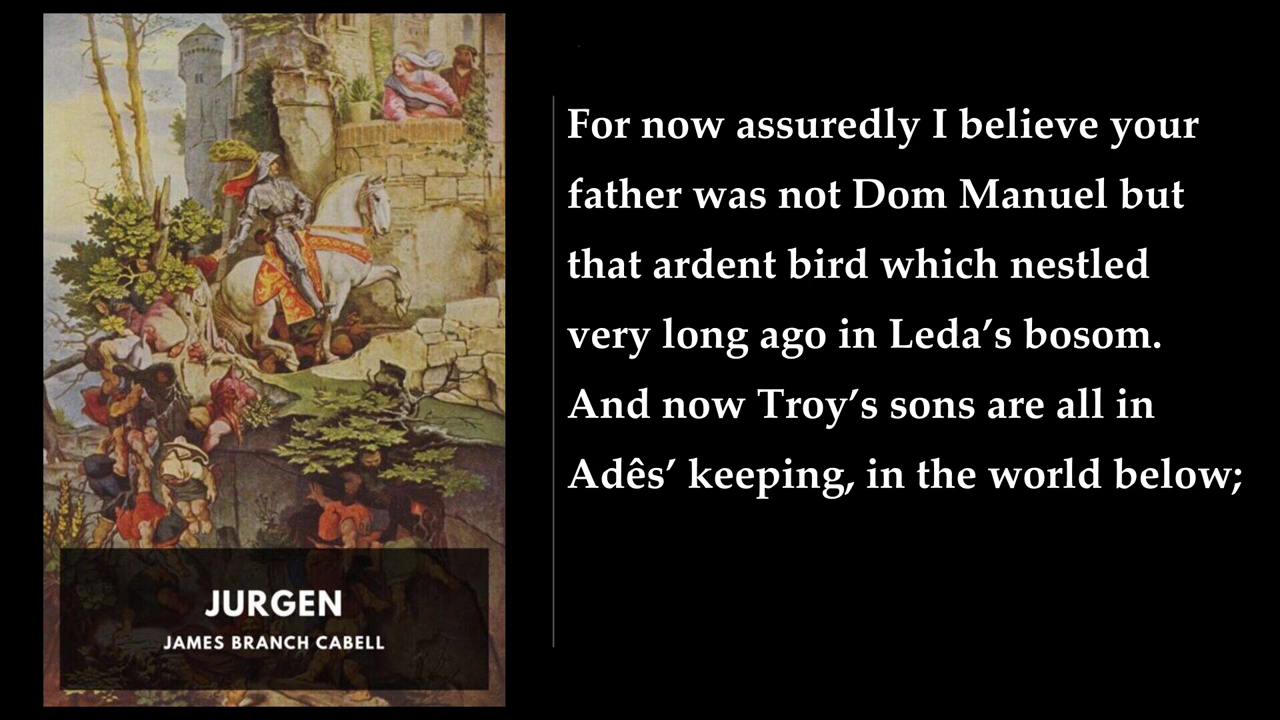 For now assuredly I believe your
father was not Dom Manuel but
that ardent bird which nestled
very long ago in Leda’s bosom.
And now Troy’s sons are all in
Adês’ keeping, in the world below;
JURGEN
JAMES BRANCH CABELL